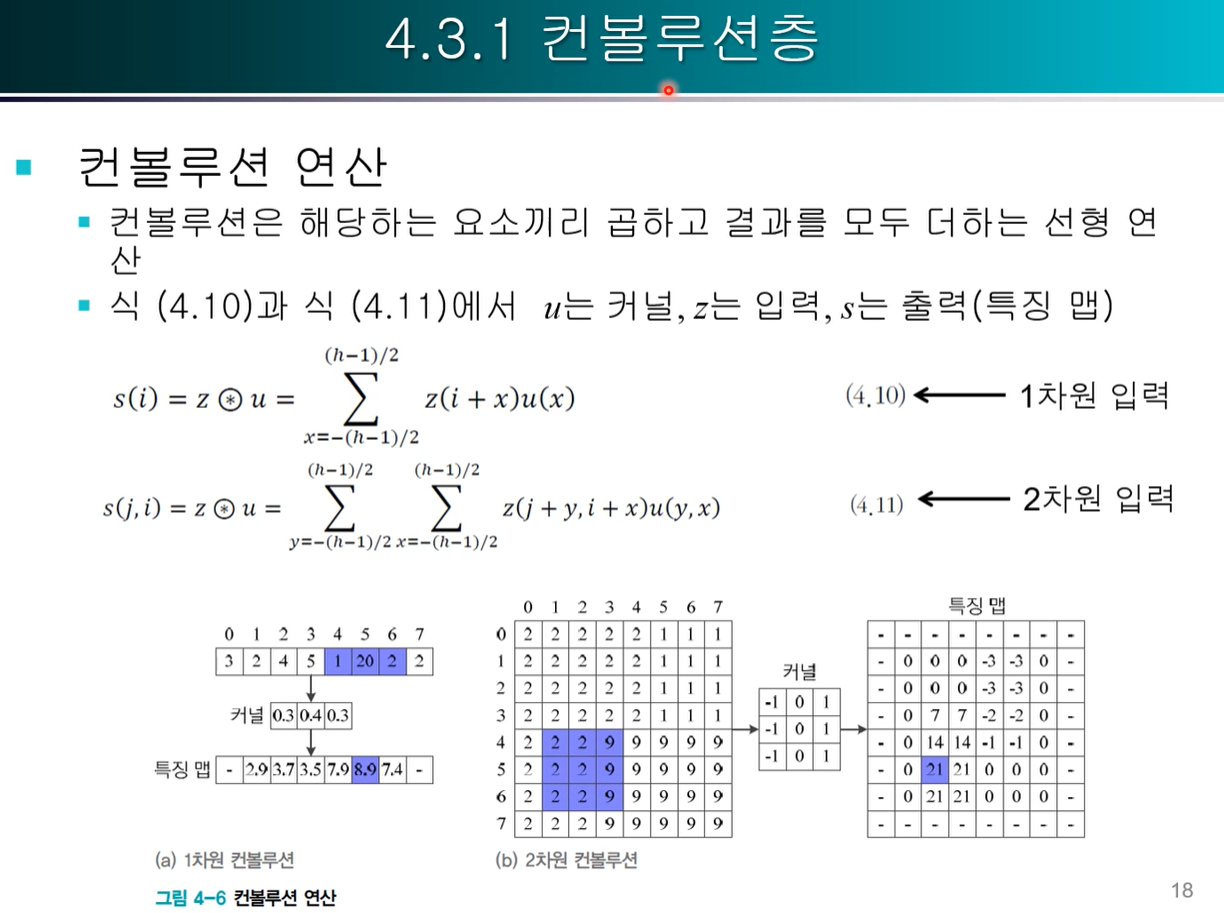 4.3.1 컨볼루션층
컨볼루션 연산
컨볼루션은 해당하는 요소끼리 곱하고 결과를 모두 더하는 선형 연
산
식 (4.10)과 식 (4.11)에서 u는 커널, z는 입력, s는 출력(특징 맵)
(h−1)/2
s(i) = z ⊛ u = ∑ z(i + x)u(x) (4.10) 1차원 입력
x=−(h−1)/2
(h−1)/2 (h−1)/2
s(j,i) = z ⊛ u = ∑ ∑ z(j + y,i + x)u(y,x) (4.11) 2차원 입력
y=−(h−1)/2 x=−(h−1)/2
0 1 2 3 4 5 6 7
3 2 4 5 1 20 2 2
커널 0.3 0.4 0.3
특징 맵 - 2.9 3.7 3.5 7.9 8.9 7.4 -
(a) 1차원 컨볼루션
0 1 2 3 4 5 6 7
0 2 2 2 2 2 1 1 1
1 2 2 2 2 2 1 1 1
2 2 2 2 2 2 1 1 1
3 2 2 2 2 2 1 1 1
4 2 2 2 9 9 9 9 9
5 2 2 2 9 9 9 9 9
6 2 2 2 9 9 9 9 9
7 2 2 2 9 9 9 9 9
커널
-1 0 1
-1 0 1
-1 0 1
특징 맵
- - - - - - - -
- 0 0 0 -3 -3 0 -
- 0 0 0 -3 -3 0 -
- 0 7 7 -2 -2 0 -
- 0 14 14 -1 -1 0 -
- 0 21 21 0 0 0 -
- 0 21 21 0 0 0 -
- - - - - - - -
(b) 2차원 컨볼루션
그림 4-6 컨볼루션 연산
18